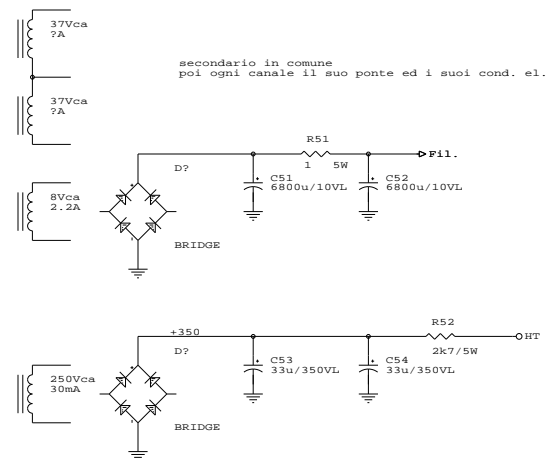 37Vca
?A
secondario in comune
poi ogni canale il suo ponte ed i suoi cond. el.
37Vca
?A
R51
1 5W
Fil.
D?
C51
6800u/10VL
C52
6800u/10VL
8Vca
2.2A
BRIDGE
+350
R52
2k7/5W
HT
D?
C53
33u/350VL
C54
33u/350VL
250Vca
30mA
BRIDGE